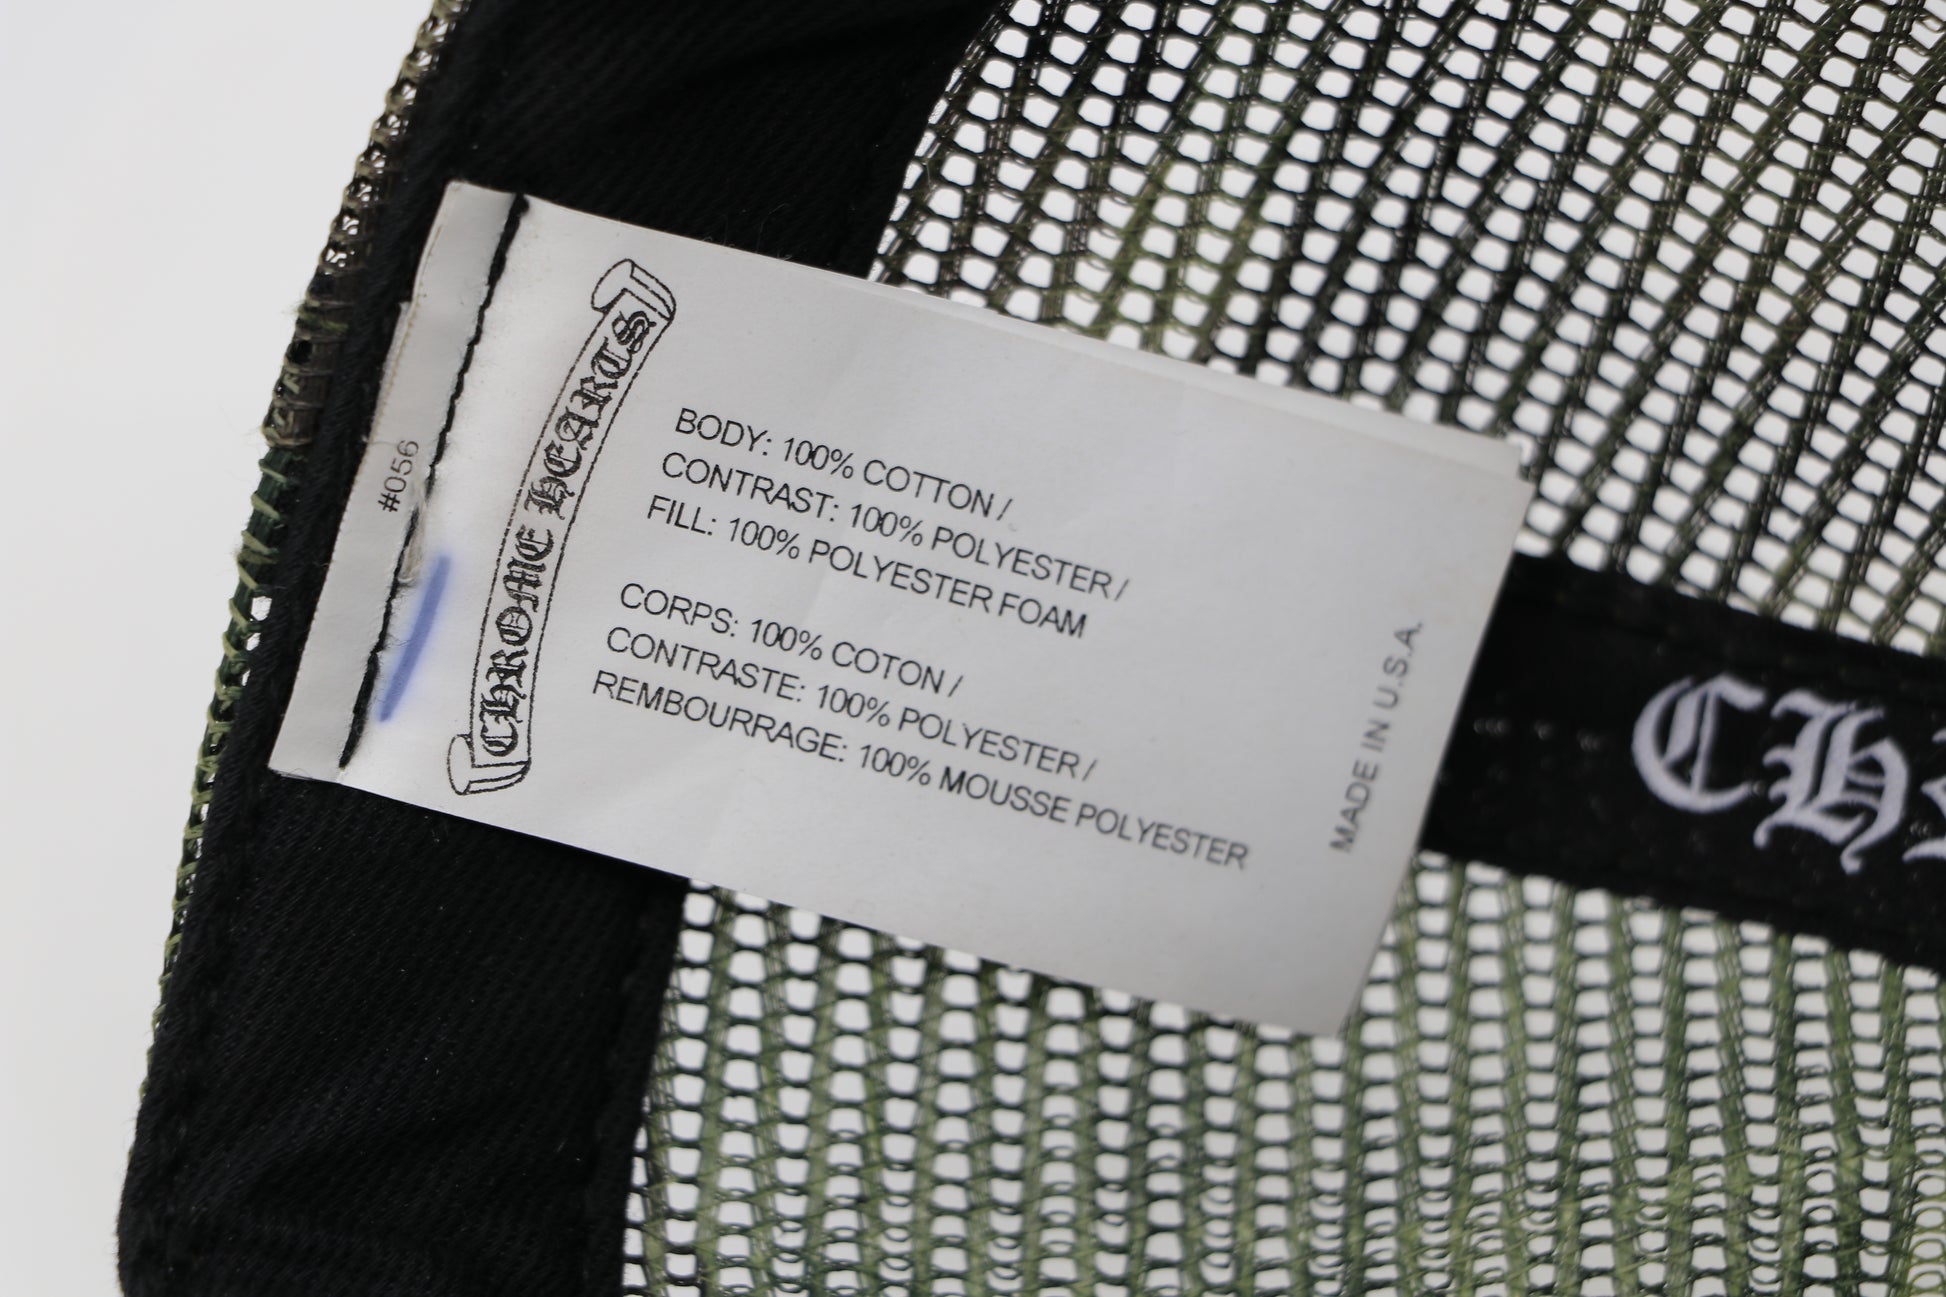 #056
CHROME HEARTS
BODY: 100% COTTON /
CONTRAST: 100% POLYESTER /
FILL: 100% POLYESTER FOAM
CORPS: 100% COTON /
CONTRASTE: 100% POLYESTER /
REMBOURRAGE: 100% MOUSSE POLYESTER
MADE IN U.S.A.
CH